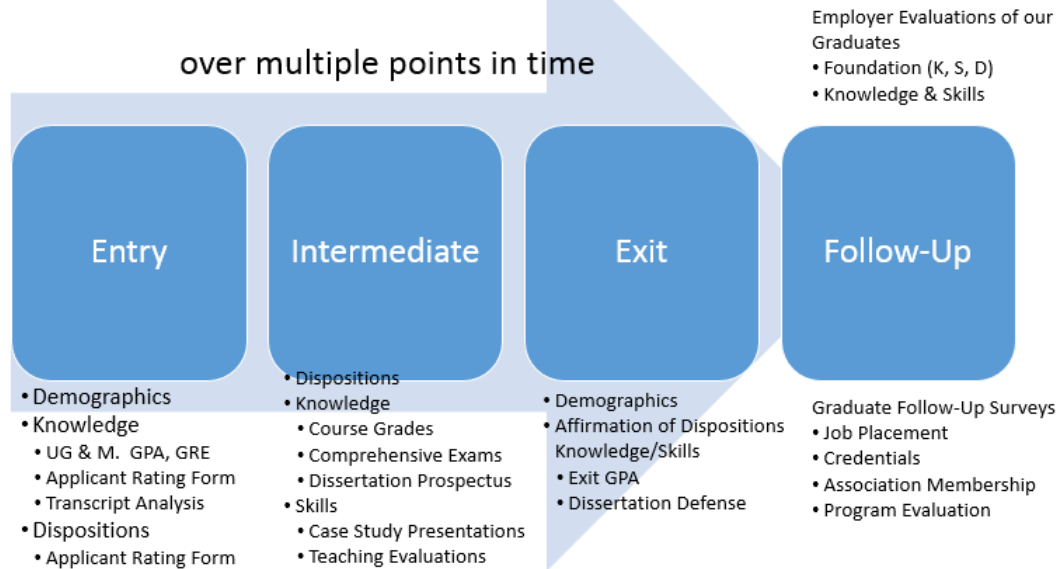 over multiple points in time
Employer Evaluations of our
Graduates
• Foundation (K, S, D)
• Knowledge & Skills
Entry
Intermediate
Exit
Follow-Up
• Demographics
• Knowledge
• UG & M. GPA, GRE
• Applicant Rating Form
• Transcript Analysis
• Dispositions
• Applicant Rating Form
• Dispositions
• Knowledge
• Course Grades
• Comprehensive Exams
• Dissertation Prospectus
• Skills
• Case Study Presentations
• Teaching Evaluations
• Demographics
• Affirmation of Dispositions
Knowledge/Skills
• Exit GPA
• Dissertation Defense
Graduate Follow-Up Surveys
• Job Placement
• Credentials
• Association Membership
• Program Evaluation